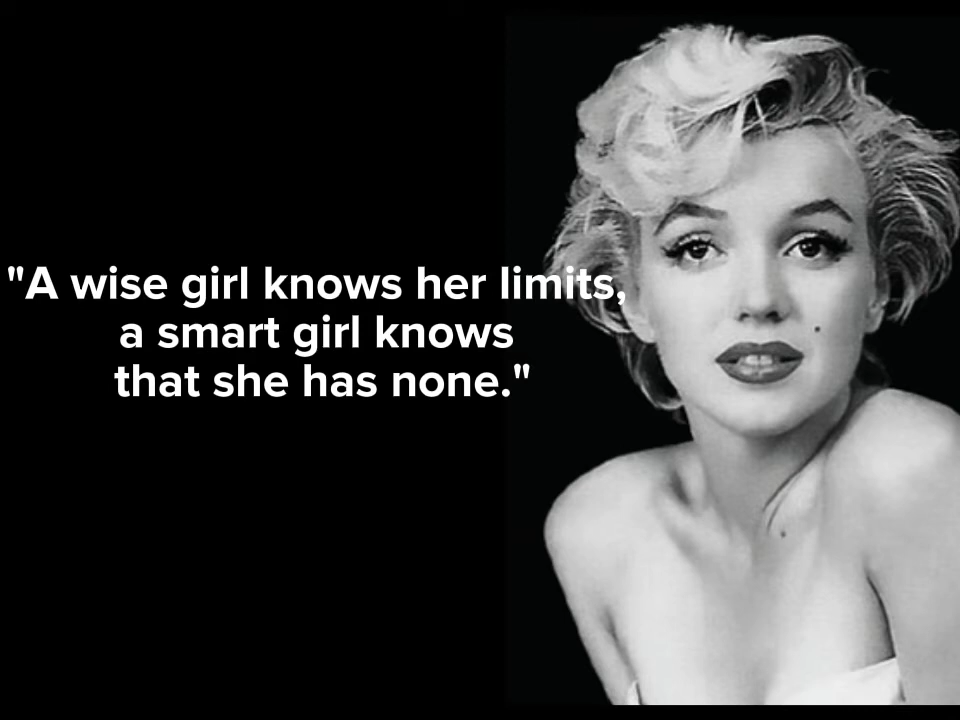 "A wise girl knows her limits,
a smart girl knows
that she has none."